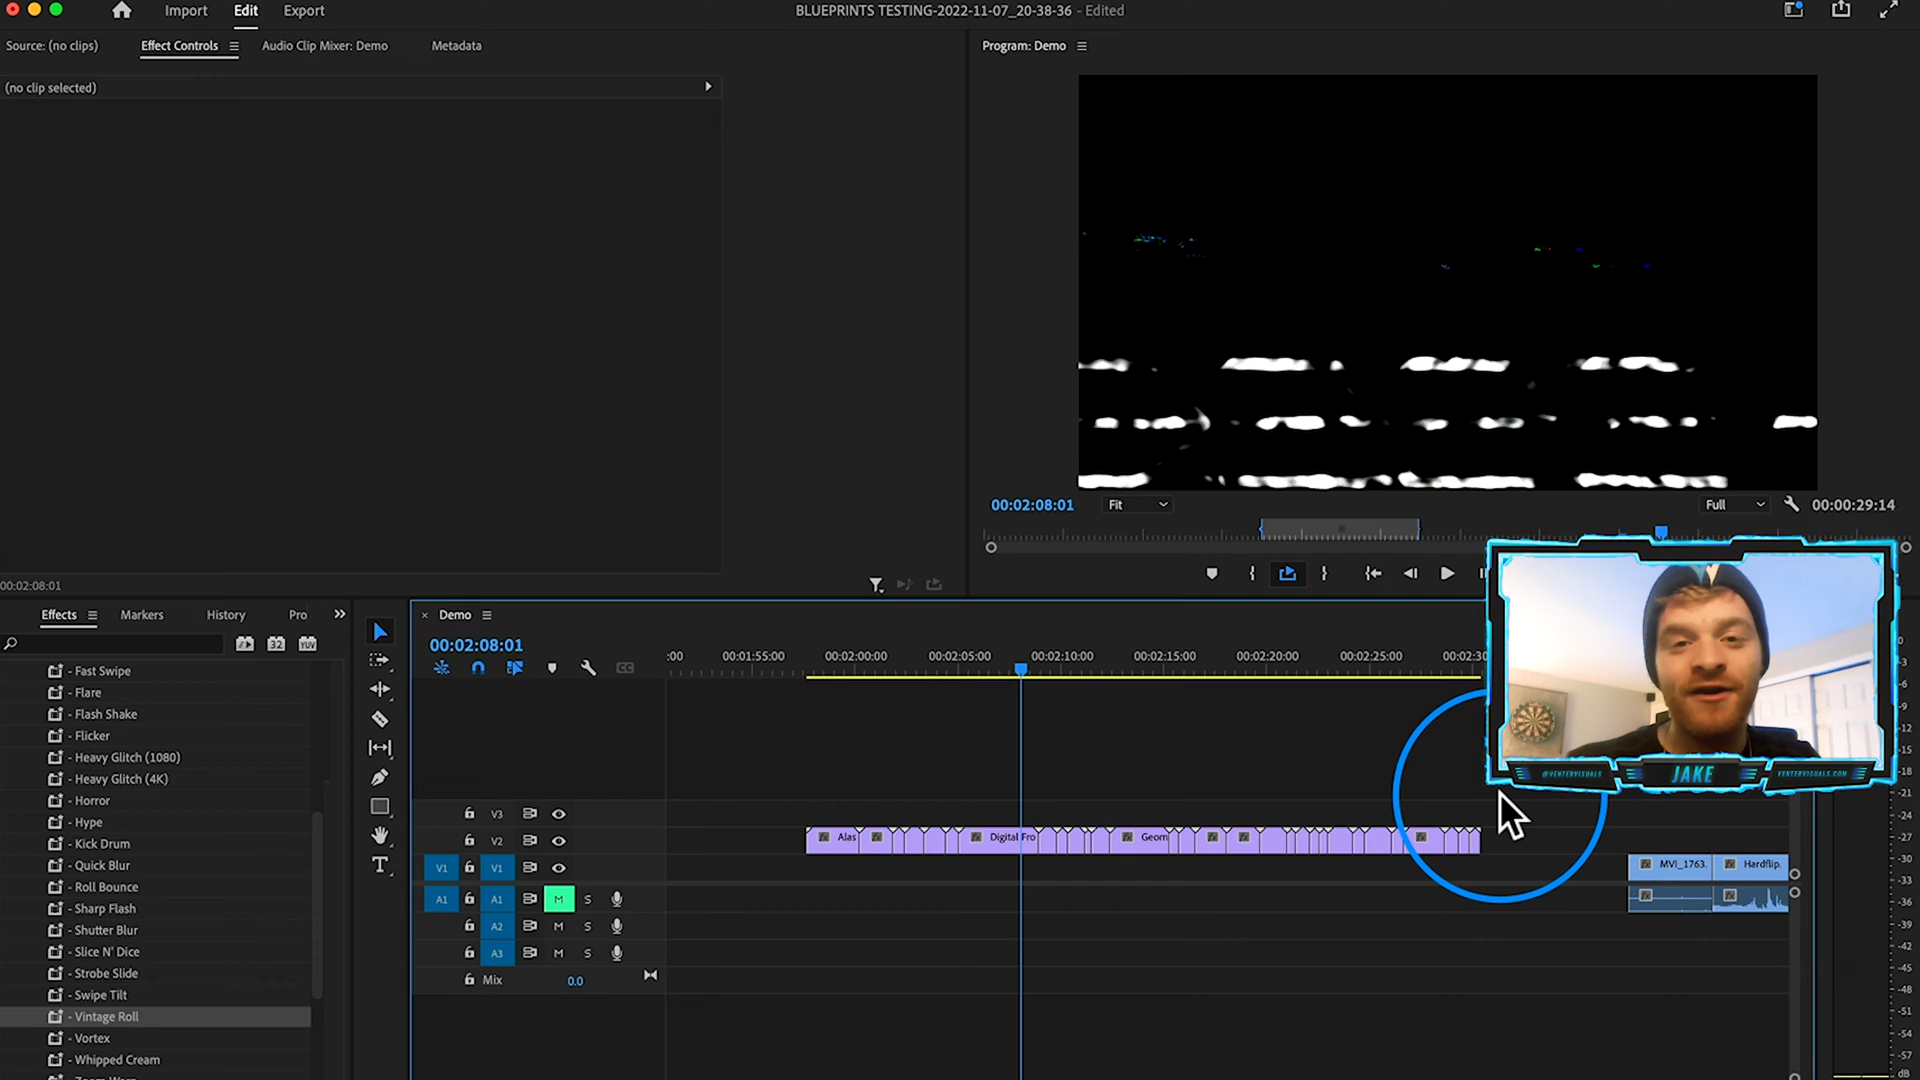 Import Edit Export
BLUEPRINTS TESTING-2022-11-07_20-38-36 - Edited
Source: (no clips) Effect Controls Audio Clip Mixer: Demo Metadata
Program: Demo
(no clip selected)
00:02:08:01 Fit Full 00:00:29:14
00:02:08:01
Effects Markers History Pro
Demo
00:02:08:01
32 YUV
CC
:00 00:01:55:00 00:02:00:00 00:02:05:00 00:02:10:00 00:02:15:00 00:02:20:00 00:02:25:00 00:02:30
- Fast Swipe
- Flare
- Flash Shake
- Flicker
- Heavy Glitch (1080)
- Heavy Glitch (4K)
- Horror
- Hype
- Kick Drum
- Quick Blur
- Roll Bounce
- Sharp Flash
- Shutter Blur
- Slice N' Dice
- Strobe Slide
- Swipe Tilt
- Vintage Roll
- Vortex
- Whipped Cream
V3
V2 Alas Digital Fro Geom
V1 V1 MVI_1763. Hardflip.
A1 A1 M S
A2 M S
A3 M S
Mix 0.0
@VENTERVISUALS JAKE VENTERVISUALS.COM
0
-3
-6
-9
-12
-15
-18
-21
-24
-27
-30
-33
-36
-39
-42
-45
-48
-51
-54
-57
dB